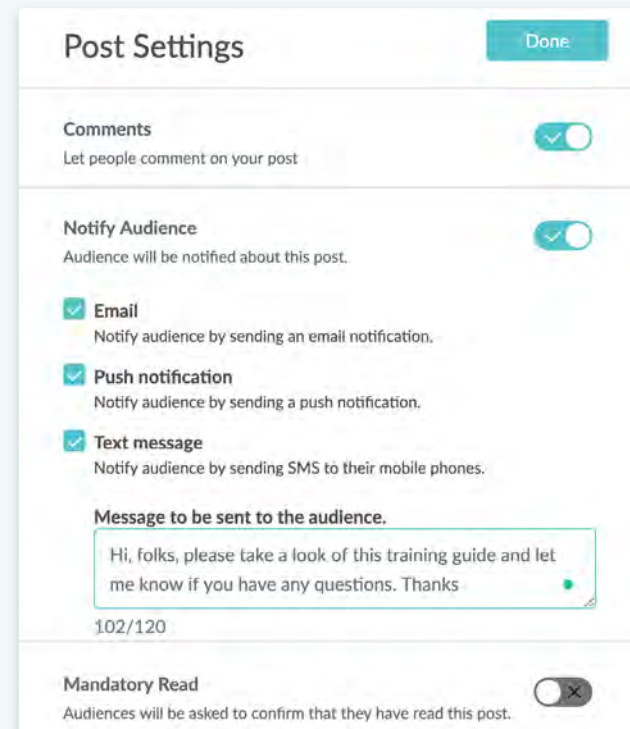 Post Settings
Done
Comments
Let people comment on your post
Notify Audience
Audience will be notified about this post.
Email
Notify audience by sending an email notification.
Push notification
Notify audience by sending a push notification.
Text message
Notify audience by sending SMS to their mobile phones.
Message to be sent to the audience.
Hi, folks, please take a look of this training guide and let
me know if you have any questions. Thanks
102/120
Mandatory Read
Audiences will be asked to confirm that they have read this post.